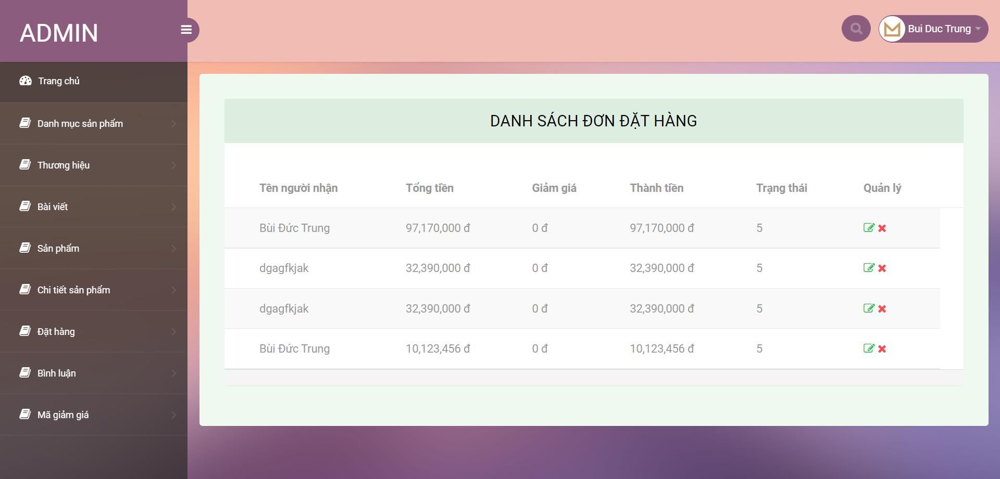 ADMIN
Bui Duc Trung
Trang chủ
Danh mục sản phẩm
Thương hiệu
Bài viết
Sản phẩm
Chi tiết sản phẩm
Đặt hàng
Bình luận
Mã giảm giá
DANH SÁCH ĐƠN ĐẶT HÀNG
Tên người nhận Tổng tiền Giảm giá Thành tiền Trạng thái Quản lý
Bùi Đức Trung 97,170,000 đ 0 đ 97,170,000 đ 5
dgagfkjak 32,390,000 đ 0 đ 32,390,000 đ 5
dgagfkjak 32,390,000 đ 0 đ 32,390,000 đ 5
Bùi Đức Trung 10,123,456 đ 0 đ 10,123,456 đ 5